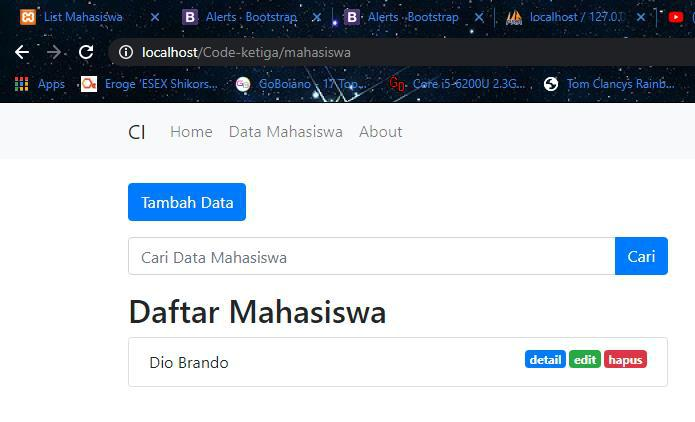 List Mahasiswa
Alerts · Bootstrap
Alerts · Bootstrap
localhost / 127.0.0
localhost/Code-ketiga/mahasiswa
Apps
Eroge 'ESEX Shikors...
GoBoiano - 17 Top...
Core i5-6200U 2.3G...
Tom Clancys Rainb...
CI Home Data Mahasiswa About
Tambah Data
Cari Data Mahasiswa Cari
Daftar Mahasiswa
Dio Brando detail edit hapus